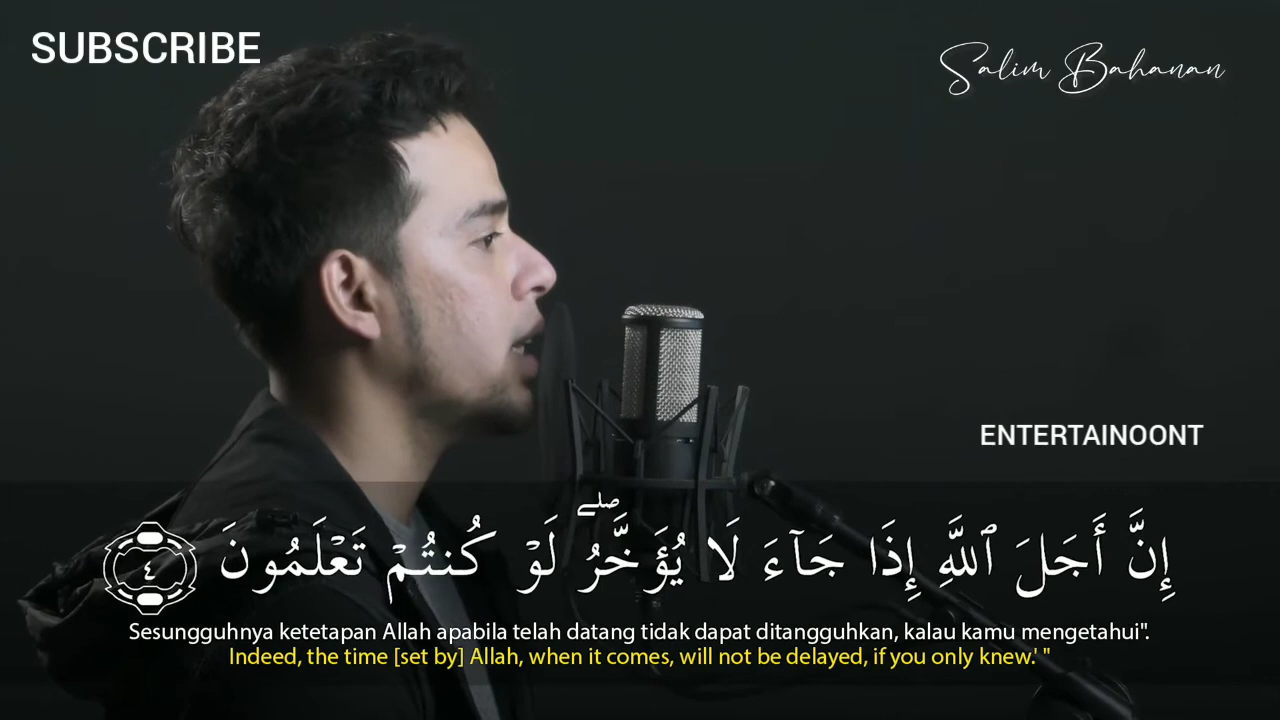 SUBSCRIBE
Salim Bahanan
ENTERTAINOONT
إِنَّ أَجَلَ ٱللَّهِ إِذَا جَآءَ لَا يُؤَخَّرُ ۖ لَوْ كُنتُمْ تَعْلَمُونَ ٤
Sesungguhnya ketetapan Allah apabila telah datang tidak dapat ditangguhkan, kalau kamu mengetahui".
Indeed, the time [set by] Allah, when it comes, will not be delayed, if you only knew.' "